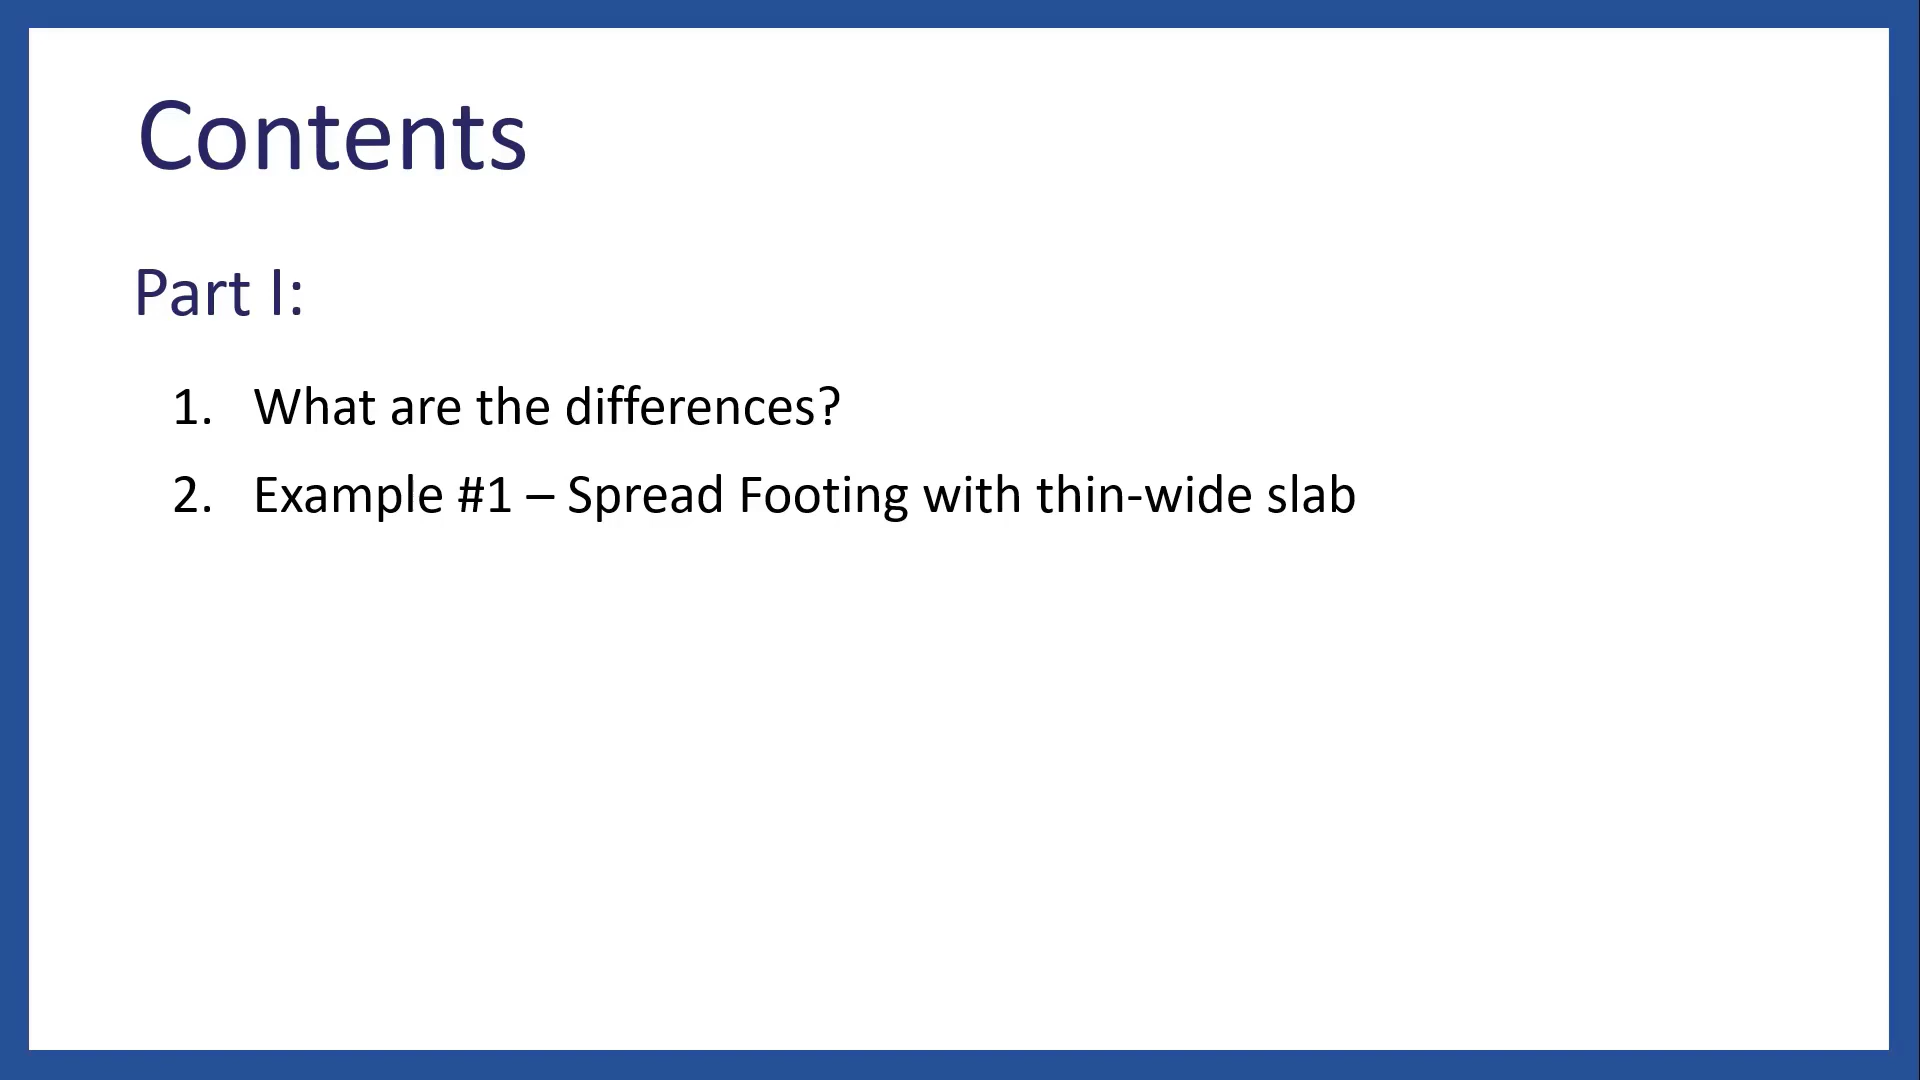 Contents
Part I:
1. What are the differences?
2. Example #1 – Spread Footing with thin-wide slab